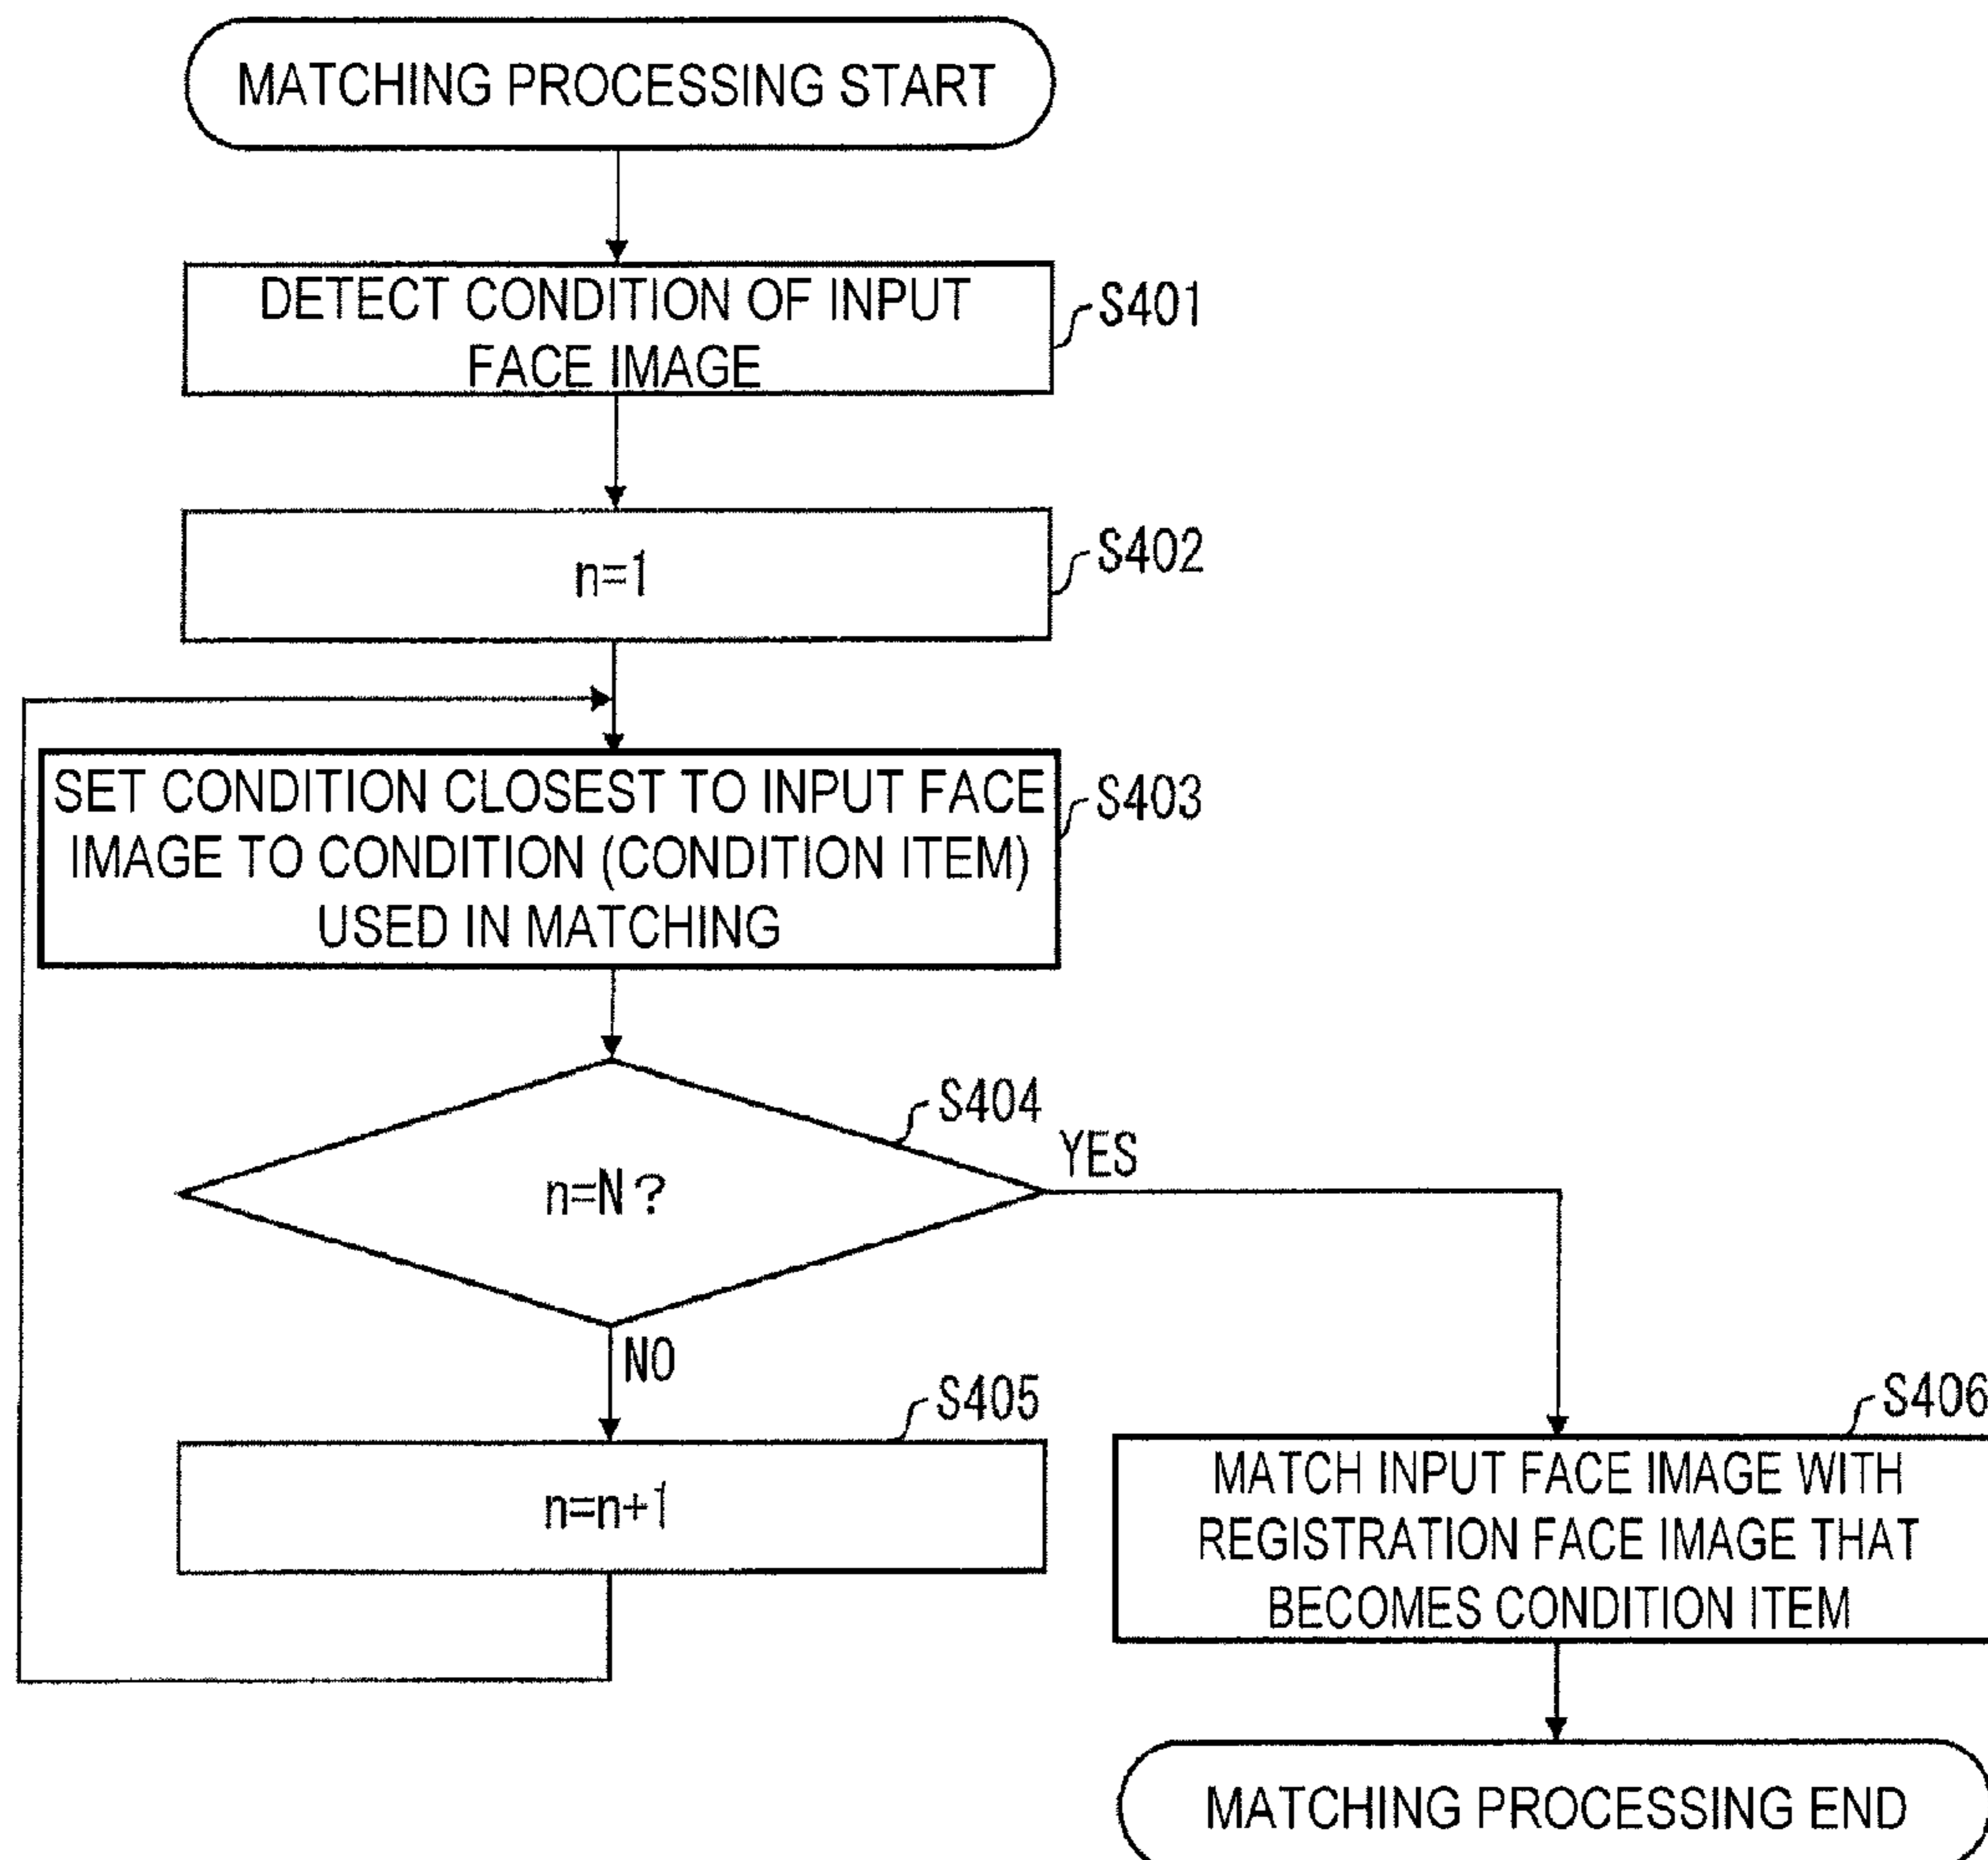 MATCHING PROCESSING START
DETECT CONDITION OF INPUT
FACE IMAGE
S401
n=1
S402
SET CONDITION CLOSEST TO INPUT FACE
IMAGE TO CONDITION (CONDITION ITEM)
USED IN MATCHING
S403
S404
n=N?
YES
NO
S405
n=n+1
S406
MATCH INPUT FACE IMAGE WITH
REGISTRATION FACE IMAGE THAT
BECOMES CONDITION ITEM
MATCHING PROCESSING END